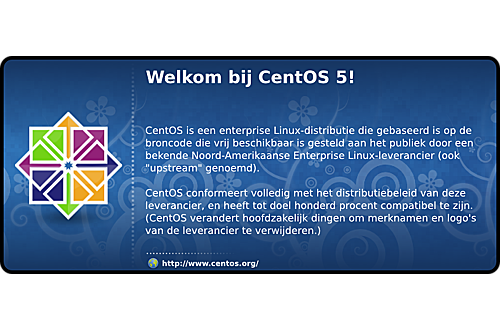 Welkom bij CentOS 5!
CentOS is een enterprise Linux-distributie die gebaseerd is op de
broncode die vrij beschikbaar is gesteld aan het publiek door een
bekende Noord-Amerikaanse Enterprise Linux-leverancier (ook
"upstream" genoemd).
CentOS conformeert volledig met het distributiebeleid van deze
leverancier, en heeft tot doel honderd procent compatibel te zijn.
(CentOS verandert hoofdzakelijk dingen om merknamen en logo's
van de leverancier te verwijderen.)
http://www.centos.org/